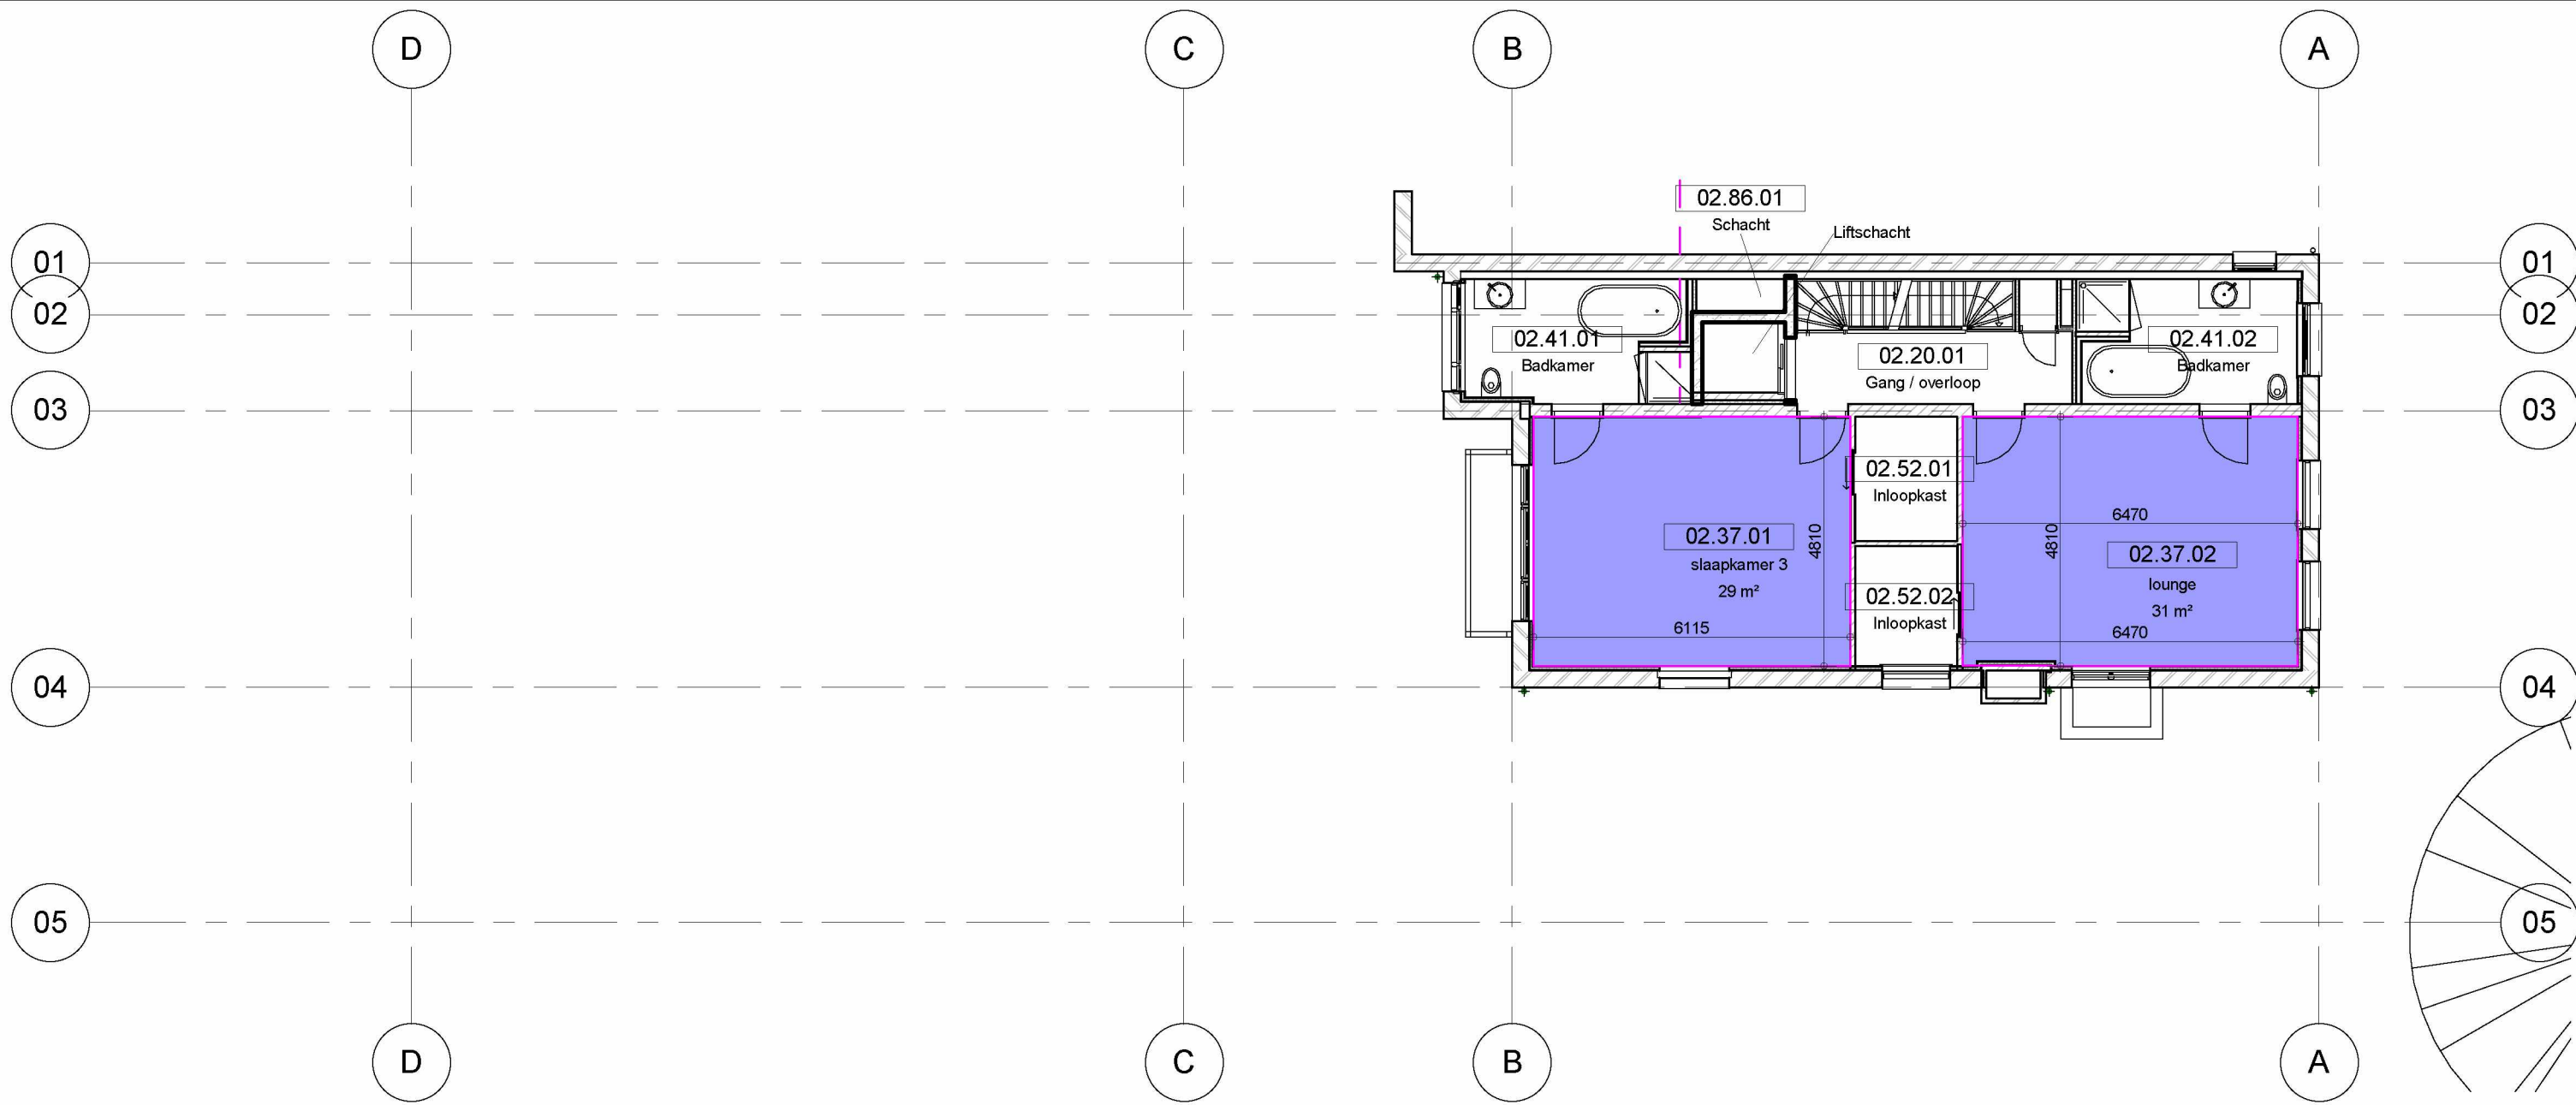 D
C
B
A
02.86.01
Schacht
Liftschacht
01
01
02
02
02.41.01
Badkamer
02.20.01
Gang / overloop
02.41.02
Badkamer
03
03
02.52.01
Inloopkast
02.37.01
slaapkamer 3
29 m²
4810
6115
02.52.02
Inloopkast
6470
4810
02.37.02
lounge
31 m²
6470
04
04
05
05
D
C
B
A